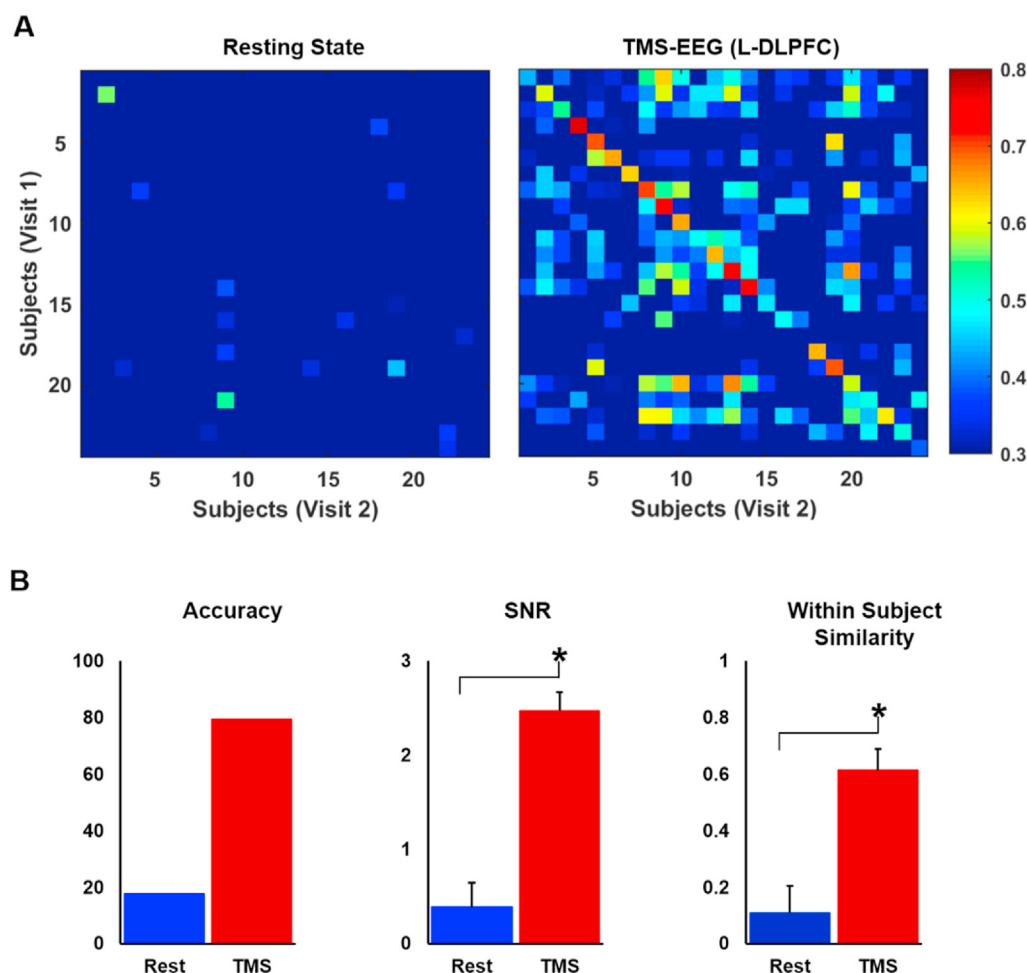 A
Resting State
TMS-EEG (L-DLPFC)
Subjects (Visit 1)
5
10
15
20
5
10
15
20
Subjects (Visit 2)
5
10
15
20
Subjects (Visit 2)
0.8
0.7
0.6
0.5
0.4
0.3
B
Accuracy
100
80
60
40
20
0
Rest
TMS
SNR
3
2
1
0
*
Rest
TMS
Within Subject
Similarity
1
0.8
0.6
0.4
0.2
0
*
Rest
TMS